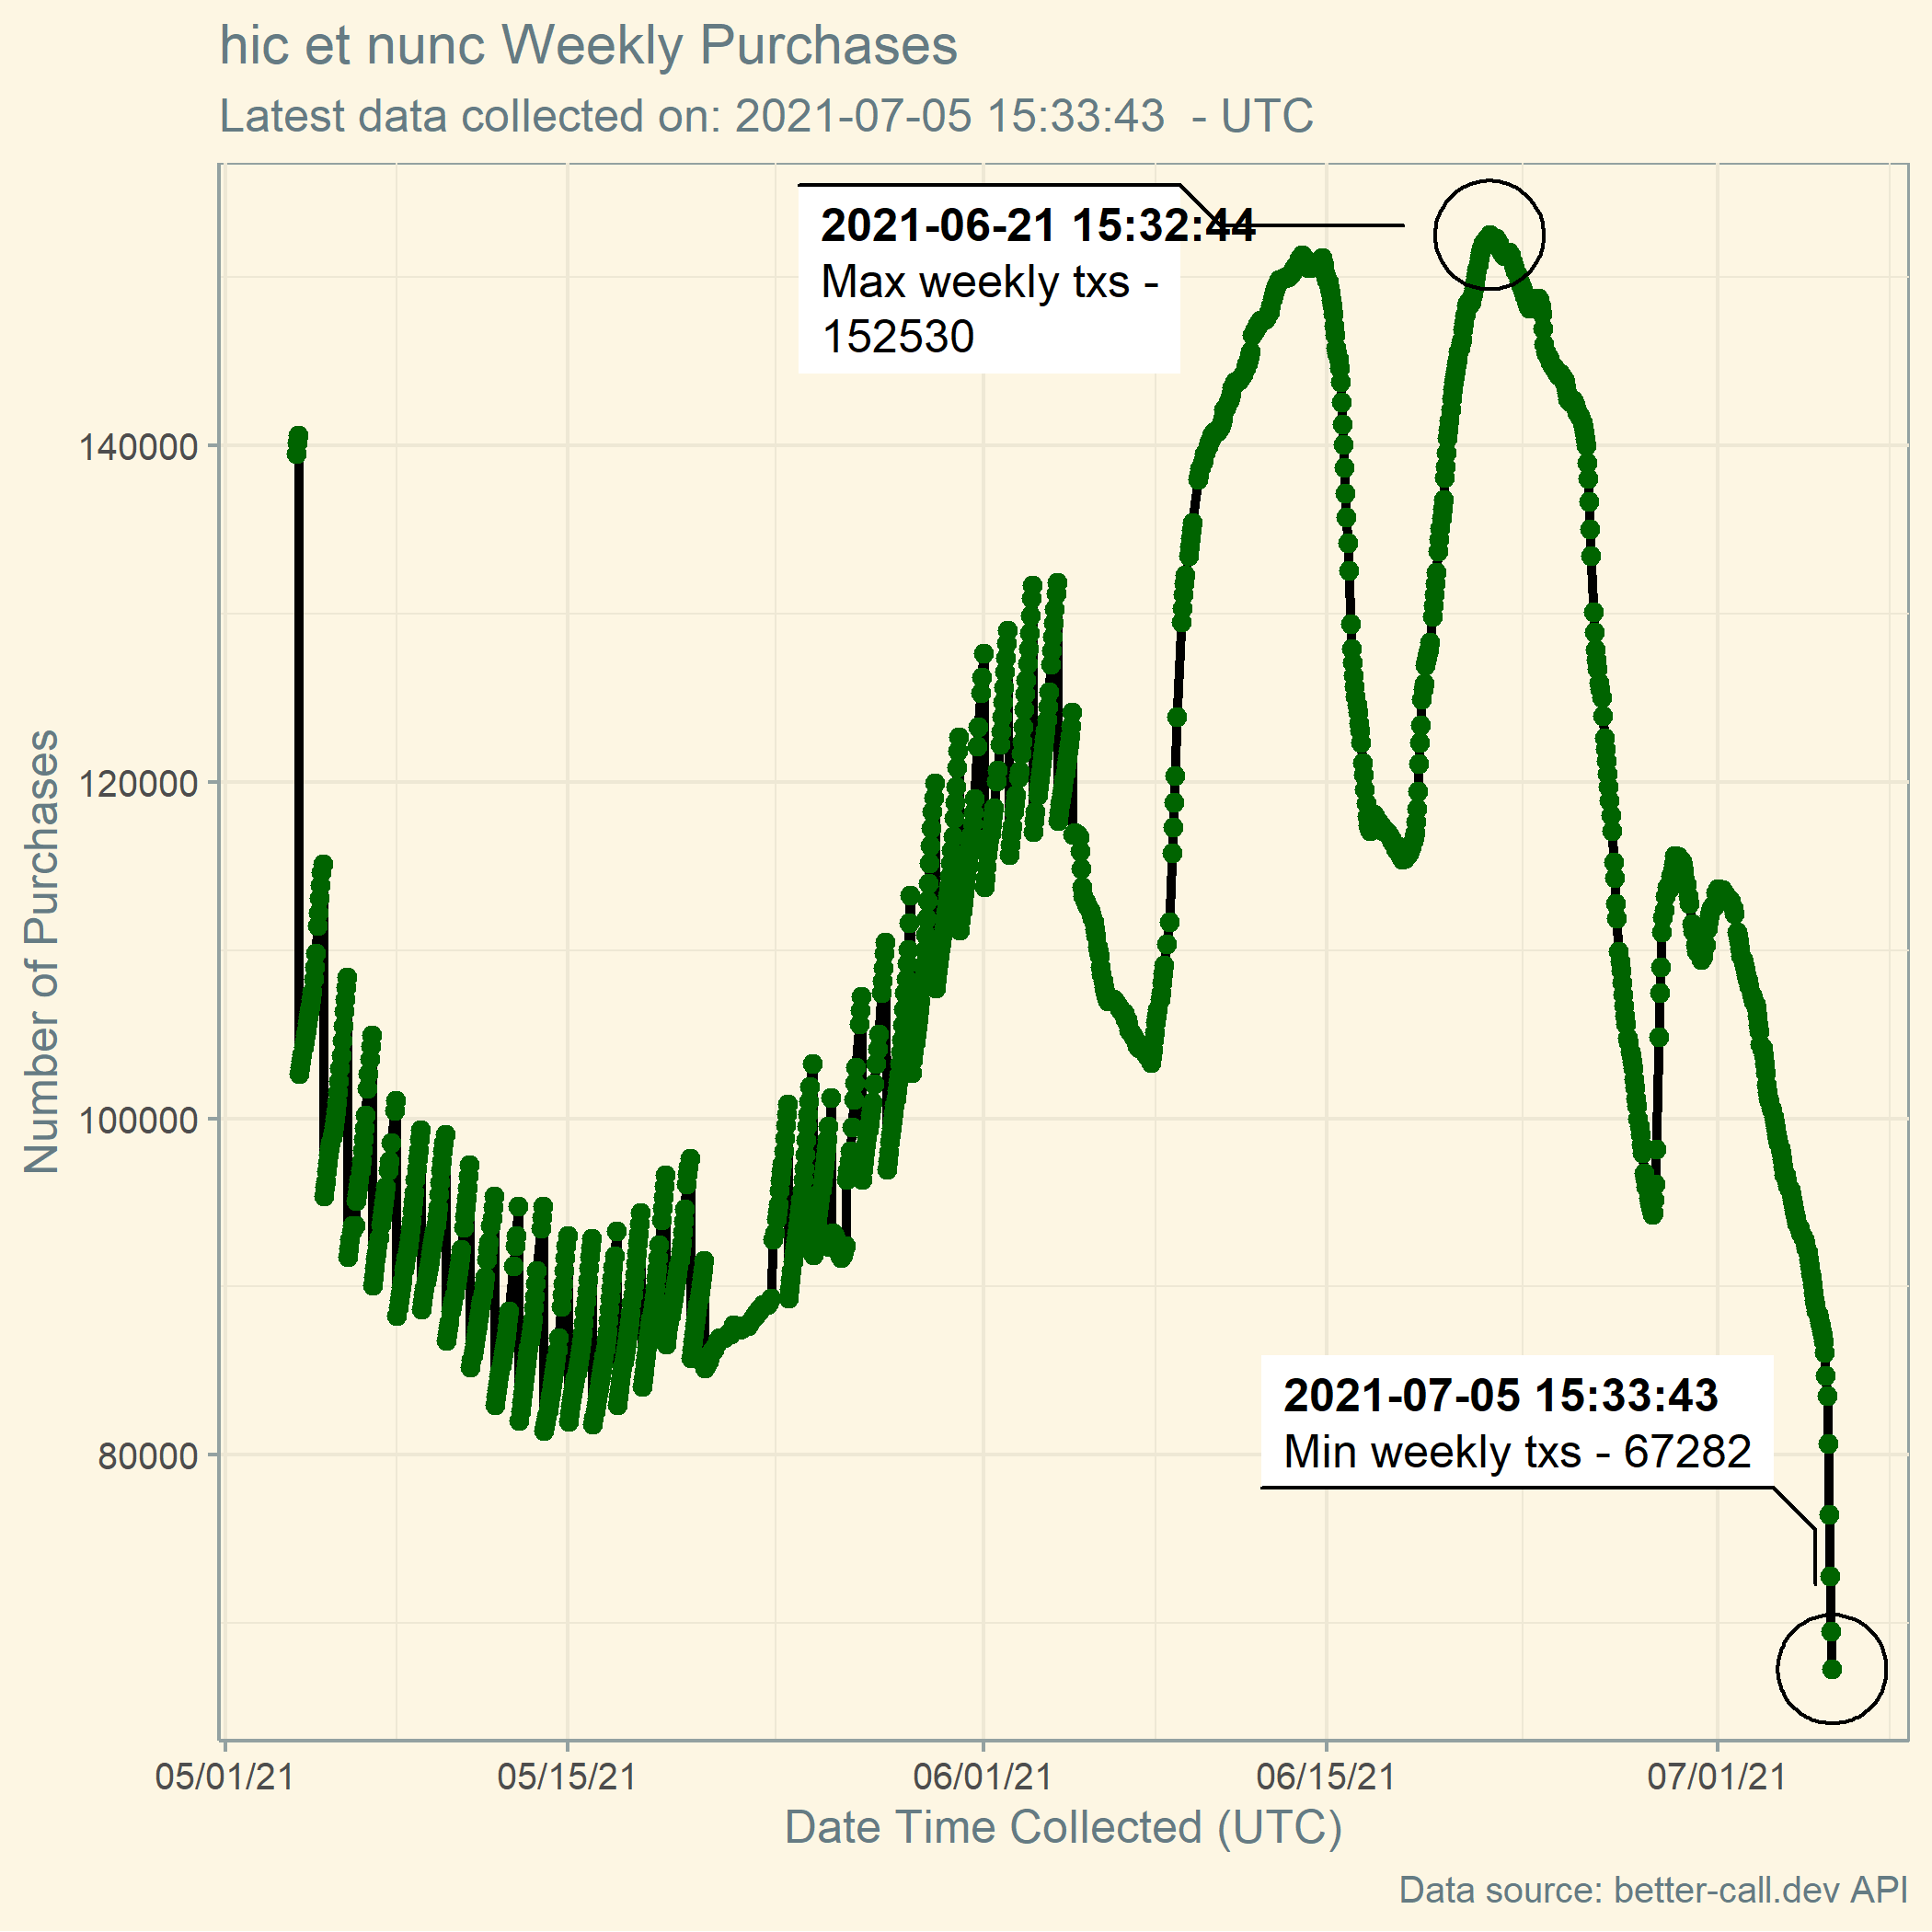 hic et nunc Weekly Purchases
Latest data collected on: 2021-07-05 15:33:43  - UTC
2021-06-21 15:32:44
Max weekly txs -
152530
140000
120000
100000
80000
Number of Purchases
2021-07-05 15:33:43
Min weekly txs - 67282
05/01/21 05/15/21 06/01/21 06/15/21 07/01/21
Date Time Collected (UTC)
Data source: better-call.dev API